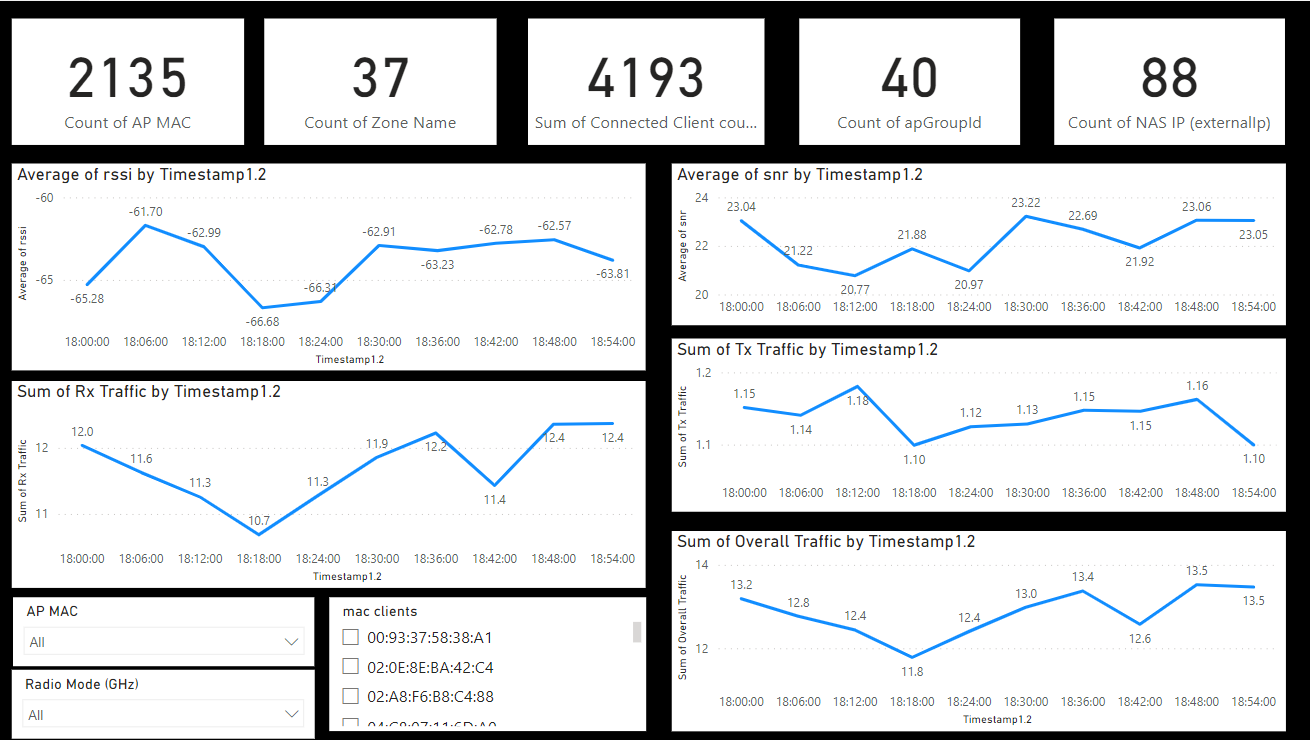 2135
Count of AP MAC
37
Count of Zone Name
4193
Sum of Connected Client cou...
40
Count of apGroupId
88
Count of NAS IP (externalIp)
Average of rssi by Timestamp1.2
Average of rssi
-60
-65
-65.28
-61.70
-62.99
-66.68
-66.31
-62.91
-63.23
-62.78
-62.57
-63.81
18:00:00 18:06:00 18:12:00 18:18:00 18:24:00 18:30:00 18:36:00 18:42:00 18:48:00 18:54:00
Timestamp1.2
Average of snr by Timestamp1.2
Average of snr
24
22
20
23.04
21.22
20.77
21.88
20.97
23.22
22.69
21.92
23.06
23.05
18:00:00 18:06:00 18:12:00 18:18:00 18:24:00 18:30:00 18:36:00 18:42:00 18:48:00 18:54:00
Sum of Rx Traffic by Timestamp1.2
Sum of Rx Traffic
12
11
12.0
11.6
11.3
10.7
11.3
11.9
12.2
11.4
12.4
12.4
18:00:00 18:06:00 18:12:00 18:18:00 18:24:00 18:30:00 18:36:00 18:42:00 18:48:00 18:54:00
Timestamp1.2
Sum of Tx Traffic by Timestamp1.2
Sum of Tx Traffic
1.2
1.1
1.15
1.14
1.18
1.10
1.12
1.13
1.15
1.15
1.16
1.10
18:00:00 18:06:00 18:12:00 18:18:00 18:24:00 18:30:00 18:36:00 18:42:00 18:48:00 18:54:00
Sum of Overall Traffic by Timestamp1.2
Sum of Overall Traffic
14
12
13.2
12.8
12.4
11.8
12.4
13.0
13.4
12.6
13.5
13.5
18:00:00 18:06:00 18:12:00 18:18:00 18:24:00 18:30:00 18:36:00 18:42:00 18:48:00 18:54:00
Timestamp1.2
AP MAC
All
Radio Mode (GHz)
All
mac clients
00:93:37:58:38:A1
02:0E:8E:BA:42:C4
02:A8:F6:B8:C4:88